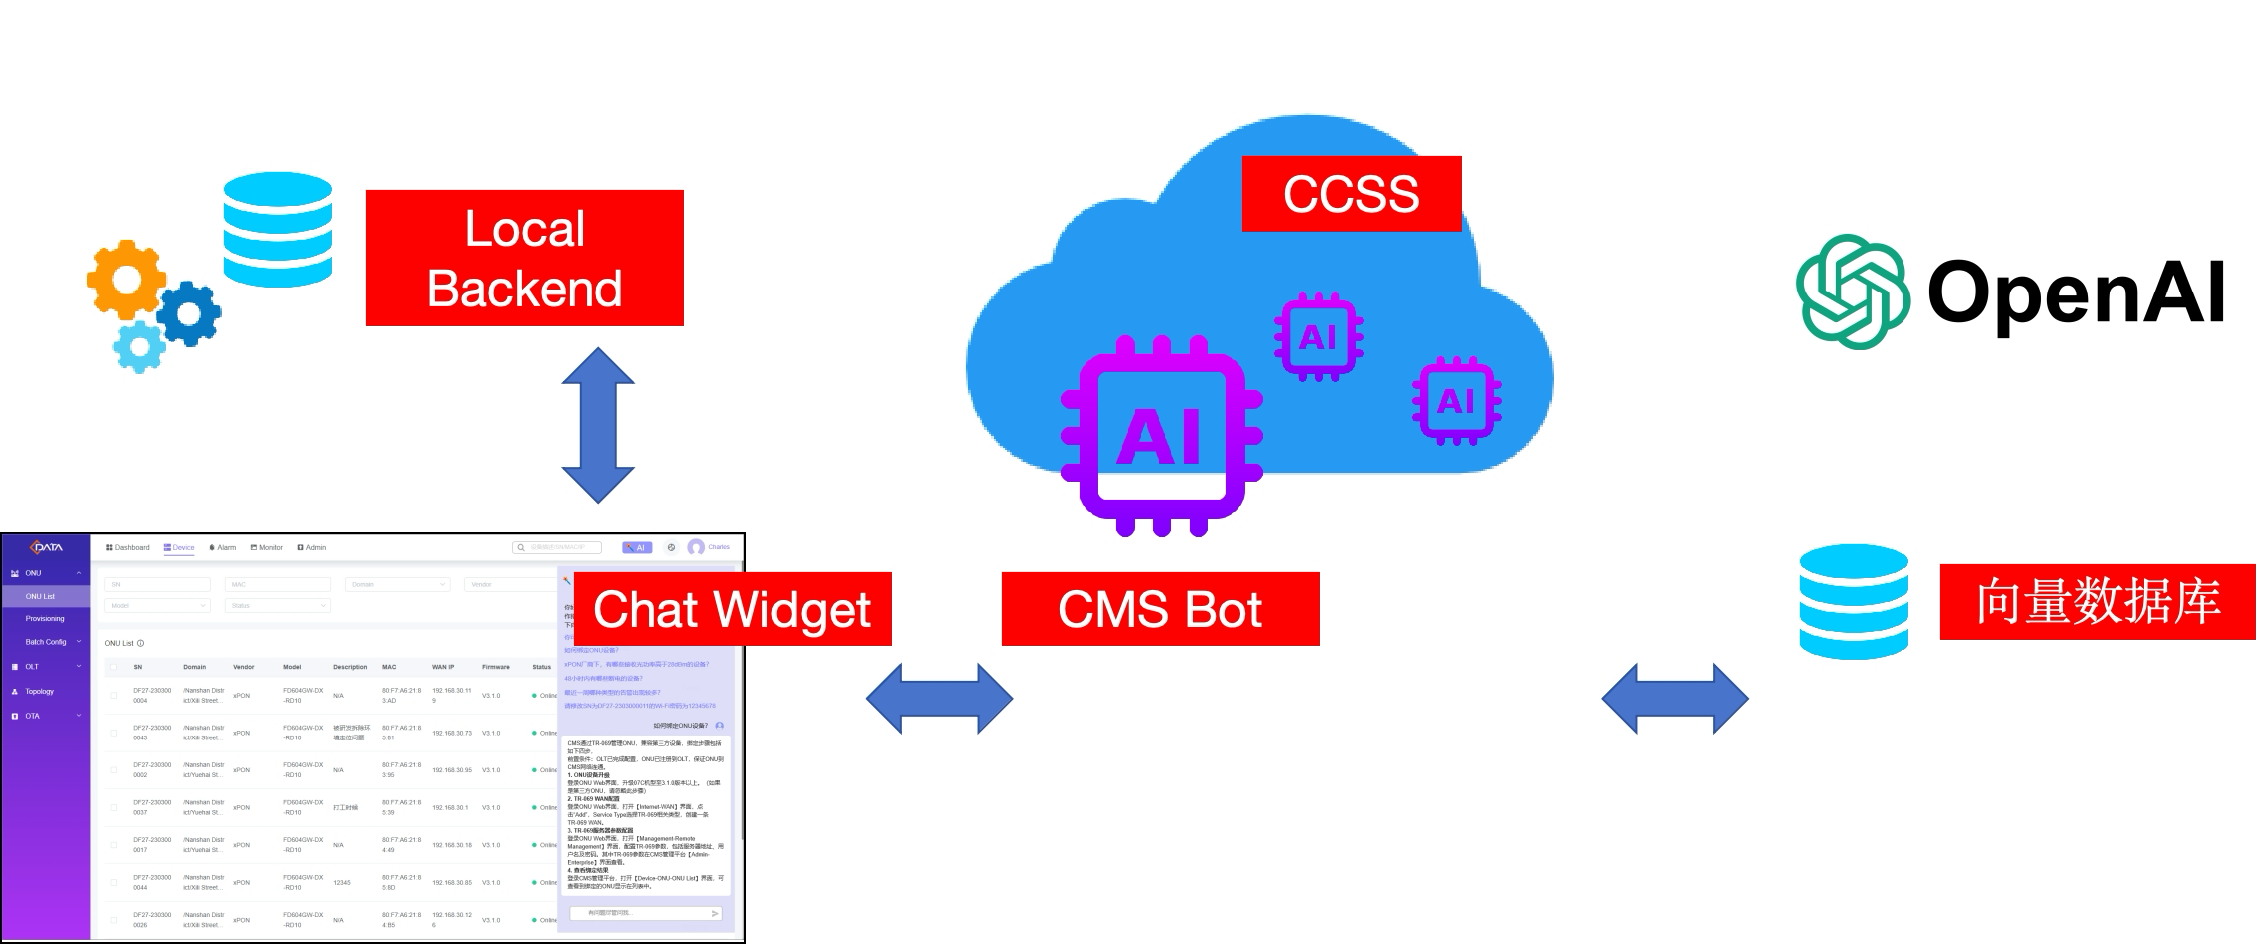 Local
Backend
CCSS
AI
AI
AI
OpenAI
Chat Widget
CMS Bot
向量数据库
DATA
Dashboard
Device
Alarm
Monitor
Admin
AI
Charles
ONU
ONU List
Provisioning
Batch Config
OLT
Topology
OTA
SN
MAC
Domain
Vendor
Model
Status
ONU List
SN Domain Vendor Model Description MAC WAN IP Firmware Status
DF27-230300 /Nanshan Distr xPON FD604GW-DX N/A 80:F7:A6:21:8 192.168.30.11 V3.1.0 Online
0004 ict/Xili Street... -RD10 3:AD 9
DF27-230300 /Nanshan Distr xPON FD604GW-DX 被研发拆除环 80:F7:A6:21:8 192.168.30.73 V3.1.0 Online
DF27-230300 /Nanshan Distr xPON FD604GW-DX N/A 80:F7:A6:21:8 192.168.30.95 V3.1.0 Online
0002 ict/Yuehai St... -RD10 3:95
DF27-230300 /Nanshan Distr xPON FD604GW-DX 打工时候 80:F7:A6:21:8 192.168.30.1 V3.1.0 Online
0037 ict/Yuehai St... -RD10 5:39
DF27-230300 /Nanshan Distr xPON FD604GW-DX N/A 80:F7:A6:21:8 192.168.30.18 V3.1.0 Online
0017 ict/Yuehai St... -RD10 4:49
DF27-230300 /Nanshan Distr xPON FD604GW-DX 12345 80:F7:A6:21:8 192.168.30.85 V3.1.0 Online
0044 ict/Xili Street... -RD10 5:8D
DF27-230300 /Nanshan Distr xPON FD604GW-DX N/A 80:F7:A6:21:8 192.168.30.12 V3.1.0 Online
0026 ict/Xili Street... -RD10 4:B5 6
如何绑定ONU设备?
xPON厂商下，有哪些接收光功率高于28dBm的设备?
48小时内有哪些断电的设备?
最近一周哪种类型的告警出现较多?
请修改SN为DF27-2303000011的Wi-Fi密码为12345678
如何绑定ONU设备?
CMS通过TR-069管理ONU，兼容第三方设备，绑定步骤包括
如下四步，
前置条件：OLT已完成配置，ONU已注册到OLT，保证ONU到
CMS网络连通。
1. ONU设备升级
登录ONU Web界面，升级07C机型至3.1.0版本以上。（如果
是第三方ONU，请忽略此步骤）
2. TR-069 WAN配置
登录ONU Web界面，打开【Internet-WAN】界面，点
击"Add"，Service Type选择TR-069相关类型，创建一条
TR-069 WAN。
3. TR-069服务器参数配置
登录ONU Web界面，打开【Management-Remote
Management】界面，配置TR-069参数，包括服务器地址，用
户名及密码。其中TR-069参数在CMS管理平台【Admin-
Enterprise】界面查看。
4. 查看绑定结果
登录CMS管理平台，打开【Device-ONU-ONU List】界面，可
查看到绑定的ONU显示在列表中。
有问题尽管问我...